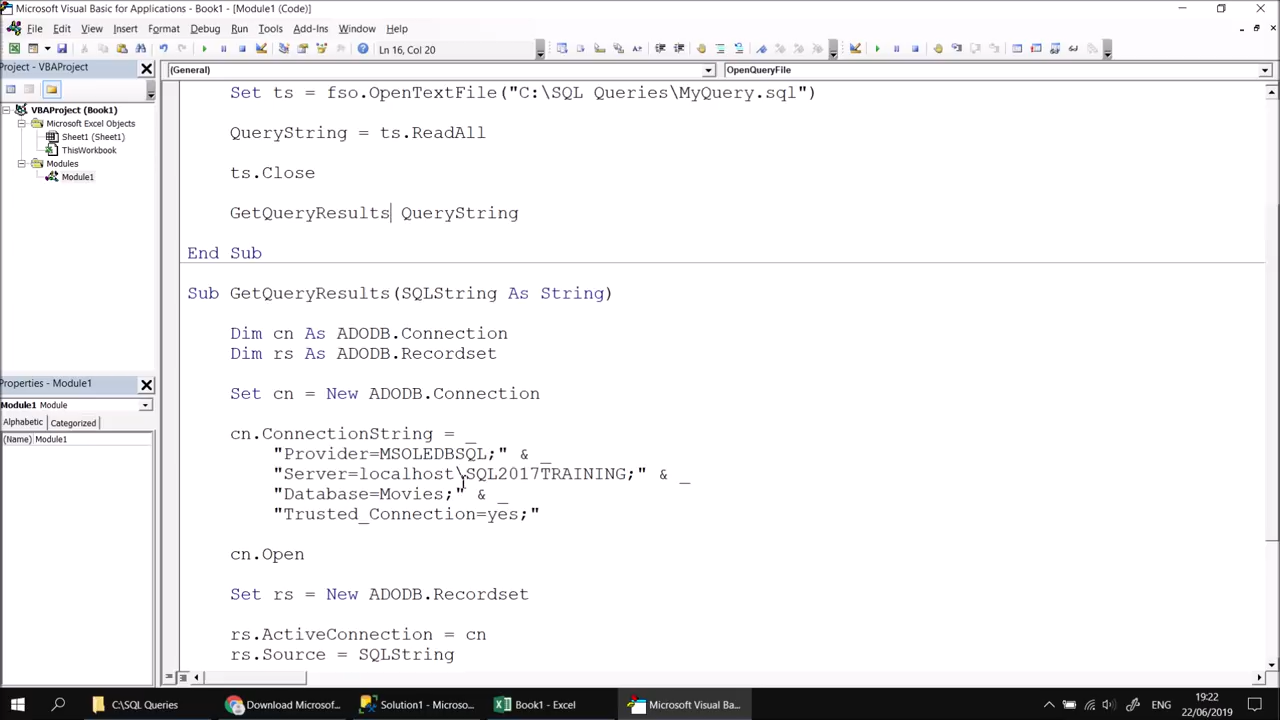 Microsoft Visual Basic for Applications - Book1 - [Module1 (Code)]
File Edit View Insert Format Debug Run Tools Add-Ins Window Help
Ln 16, Col 20
Project - VBAProject
(General)
OpenQueryFile
VBAProject (Book1)
Microsoft Excel Objects
Sheet1 (Sheet1)
ThisWorkbook
Modules
Module1
Properties - Module1
Module1 Module
Alphabetic Categorized
(Name) Module1
Set ts = fso.OpenTextFile("C:\SQL Queries\MyQuery.sql")
QueryString = ts.ReadAll
ts.Close
GetQueryResults QueryString
End Sub
Sub GetQueryResults(SQLString As String)
Dim cn As ADODB.Connection
Dim rs As ADODB.Recordset
Set cn = New ADODB.Connection
cn.ConnectionString = _
"Provider=MSOLEDBSQL;" & _
"Server=localhost\SQL2017TRAINING;" & _
"Database=Movies;" & _
"Trusted_Connection=yes;"
cn.Open
Set rs = New ADODB.Recordset
rs.ActiveConnection = cn
rs.Source = SQLString
C:\SQL Queries
Download Microsof...
Solution1 - Microso...
Book1 - Excel
Microsoft Visual Ba...
ENG
19:22
22/06/2019